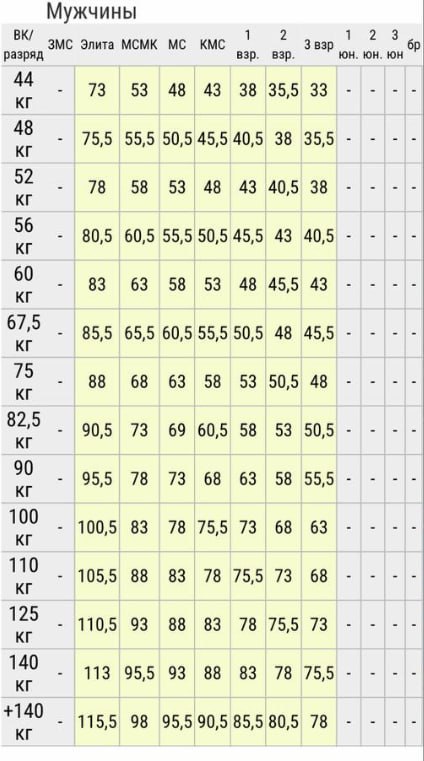 Мужчины
ВК/разряд ЗМС Элита МСМК МС КМС 1 взр. 2 взр. 3 взр 1 юн. 2 юн. 3 юн бр
44 кг - 73 53 48 43 38 35,5 33 - - - -
48 кг - 75,5 55,5 50,5 45,5 40,5 38 35,5 - - - -
52 кг - 78 58 53 48 43 40,5 38 - - - -
56 кг - 80,5 60,5 55,5 50,5 45,5 43 40,5 - - - -
60 кг - 83 63 58 53 48 45,5 43 - - - -
67,5 кг - 85,5 65,5 60,5 55,5 50,5 48 45,5 - - - -
75 кг - 88 68 63 58 53 50,5 48 - - - -
82,5 кг - 90,5 73 69 60,5 58 53 50,5 - - - -
90 кг - 95,5 78 73 68 63 58 55,5 - - - -
100 кг - 100,5 83 78 75,5 73 68 63 - - - -
110 кг - 105,5 88 83 78 75,5 73 68 - - - -
125 кг - 110,5 93 88 83 78 75,5 73 - - - -
140 кг - 113 95,5 93 88 83 78 75,5 - - - -
+140 кг - 115,5 98 95,5 90,5 85,5 80,5 78 - - - -